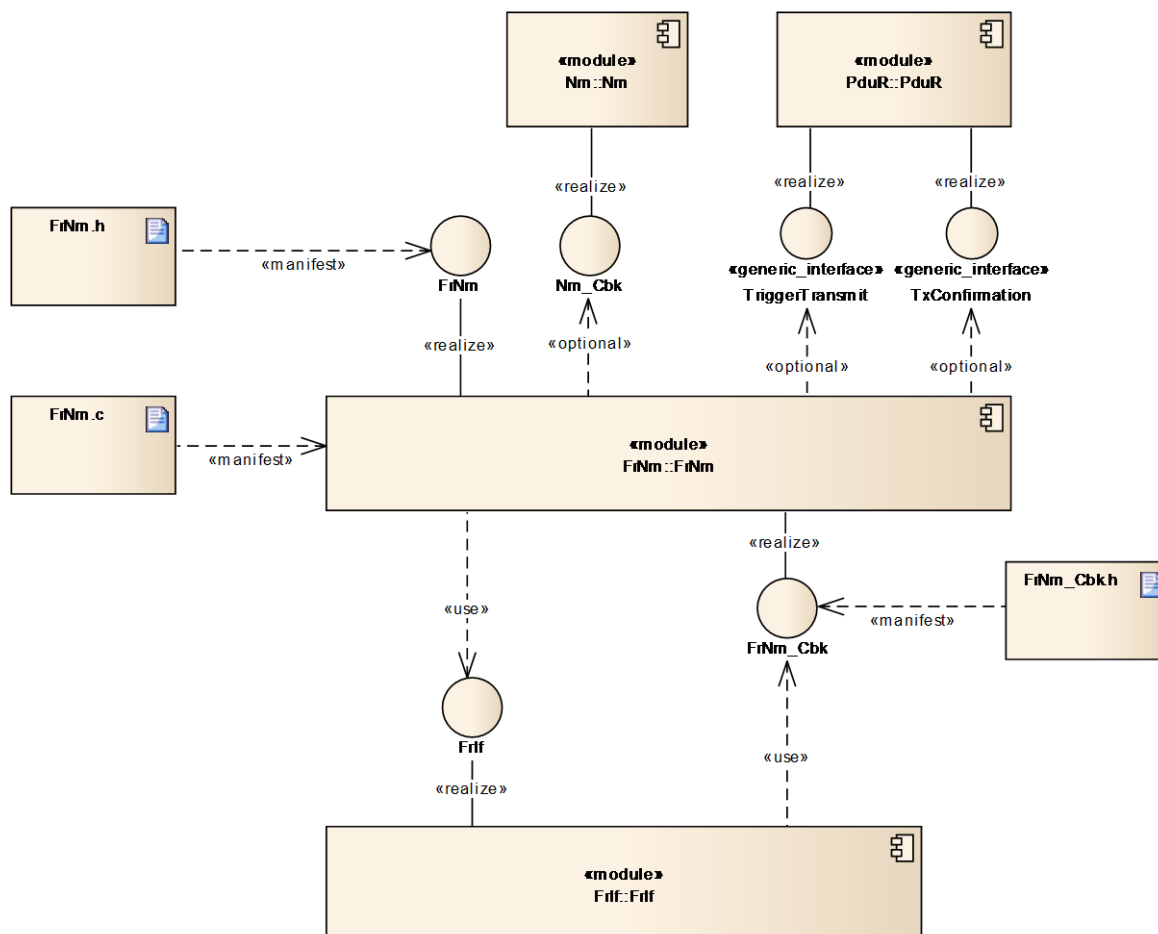 «module»
Nm::Nm
«module»
PduR::PduR
«realize»
«realize»
«realize»
FrNm.h
«manifest»
FrNm
Nm_Cbk
«generic_interface»
TriggerTransmit
«generic_interface»
TxConfirmation
«realize»
«optional»
«optional»
«optional»
FrNm.c
«manifest»
«module»
FrNm::FrNm
«realize»
FrNm_Cbk.h
«use»
«manifest»
FrNm_Cbk
FrIf
«use»
«realize»
«module»
FrIf::FrIf